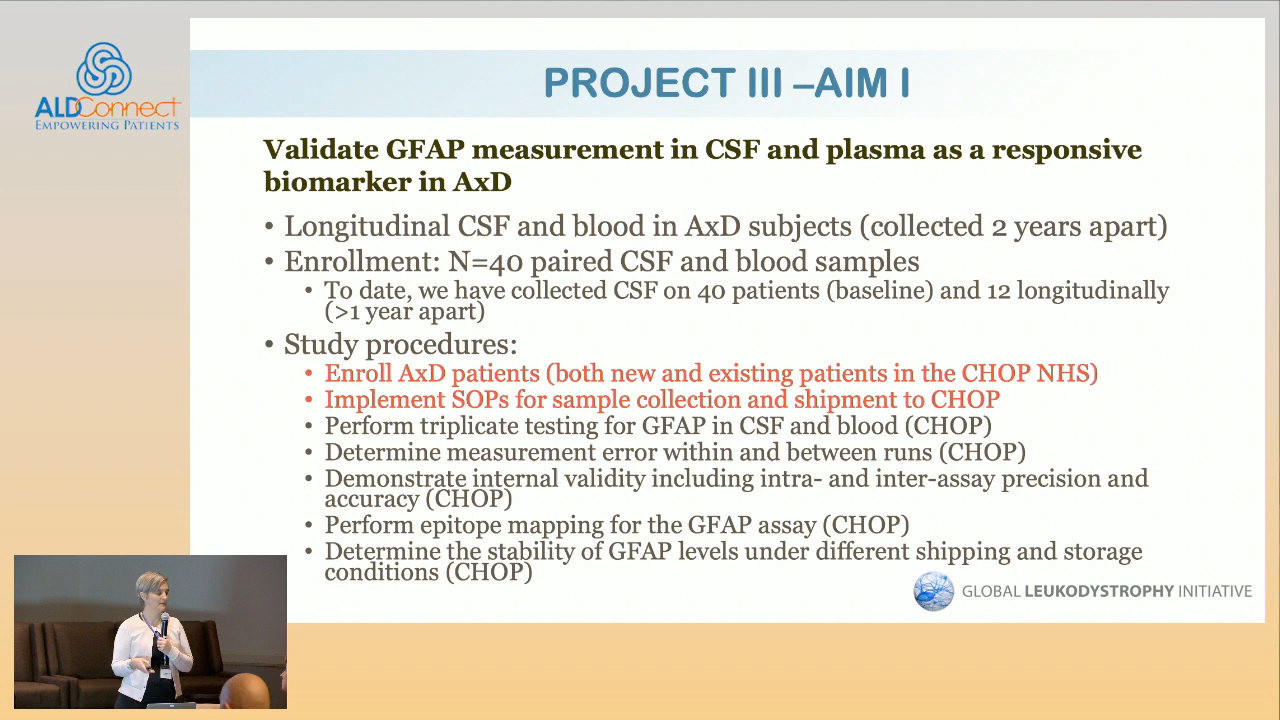 ALDConnect
EMPOWERING PATIENTS
PROJECT III –AIM I
Validate GFAP measurement in CSF and plasma as a responsive
biomarker in AxD
• Longitudinal CSF and blood in AxD subjects (collected 2 years apart)
• Enrollment: N=40 paired CSF and blood samples
• To date, we have collected CSF on 40 patients (baseline) and 12 longitudinally
(>1 year apart)
• Study procedures:
• Enroll AxD patients (both new and existing patients in the CHOP NHS)
• Implement SOPs for sample collection and shipment to CHOP
• Perform triplicate testing for GFAP in CSF and blood (CHOP)
• Determine measurement error within and between runs (CHOP)
• Demonstrate internal validity including intra- and inter-assay precision and
accuracy (CHOP)
• Perform epitope mapping for the GFAP assay (CHOP)
• Determine the stability of GFAP levels under different shipping and storage
conditions (CHOP)
GLOBAL LEUKODYSTROPHY INITIATIVE